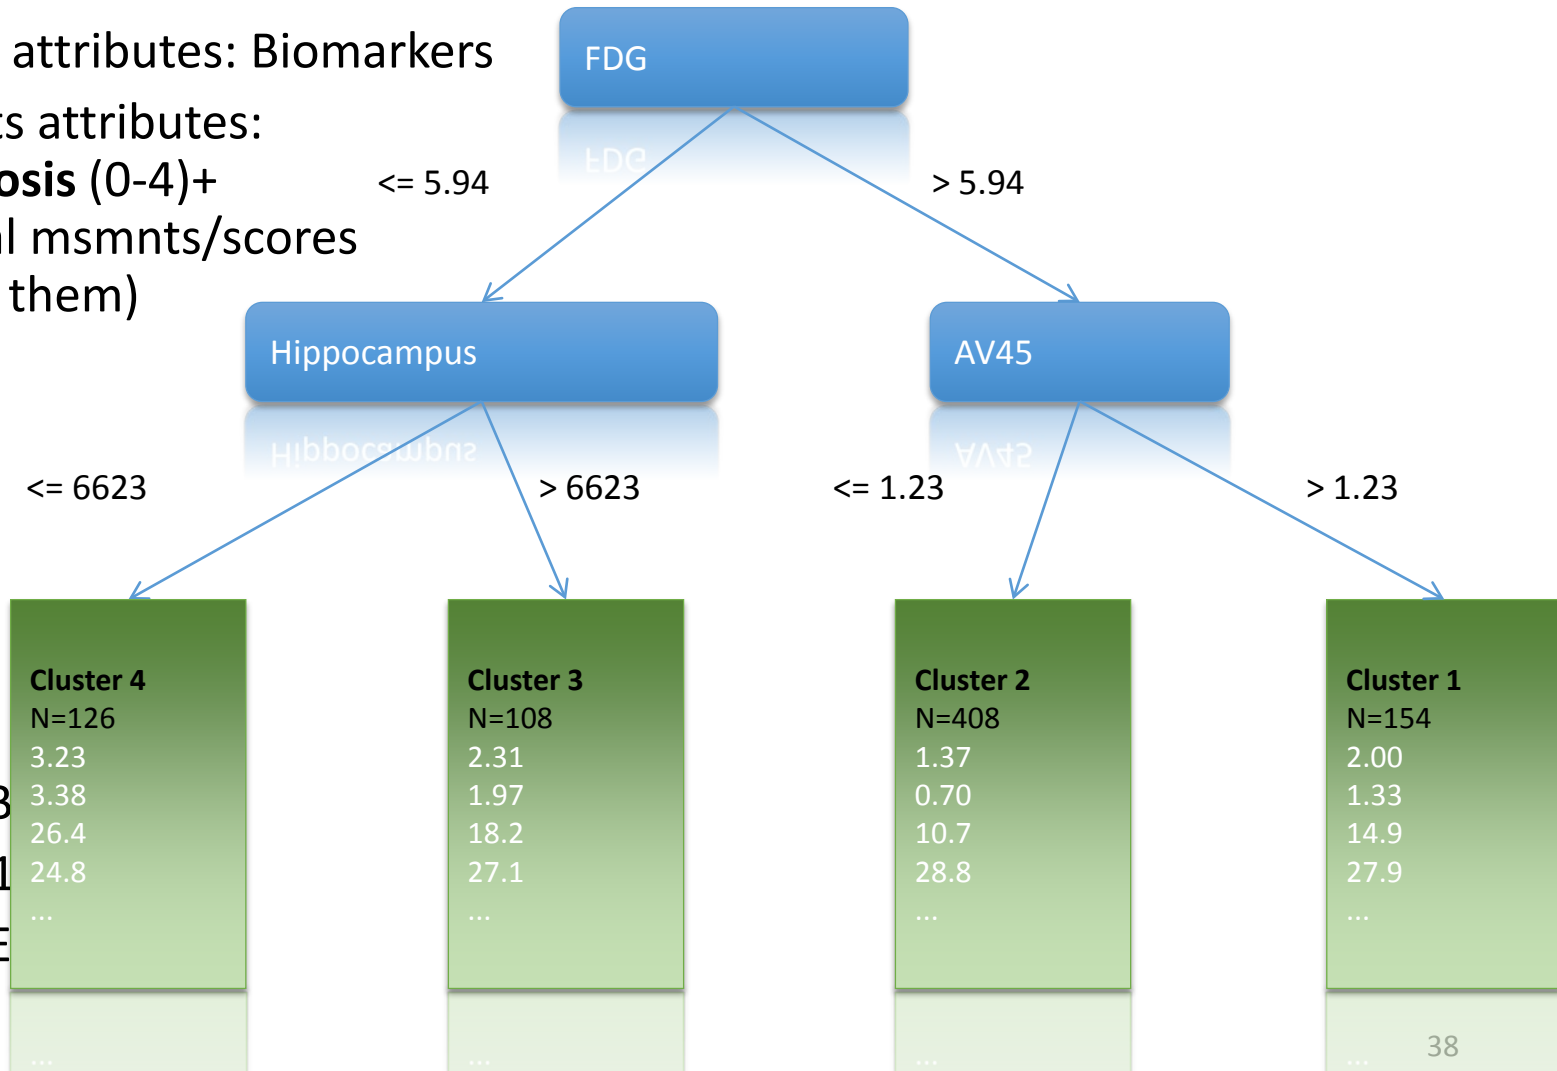 attributes: Biomarkers
ts attributes:
osis (0-4)+
al msmnts/scores
them)
FDG
<= 5.94
> 5.94
Hippocampus
AV45
<= 6623
> 6623
<= 1.23
> 1.23
Cluster 4
N=126
3.23
3.38
26.4
24.8
...
Cluster 3
N=108
2.31
1.97
18.2
27.1
...
Cluster 2
N=408
1.37
0.70
10.7
28.8
...
Cluster 1
N=154
2.00
1.33
14.9
27.9
...
38